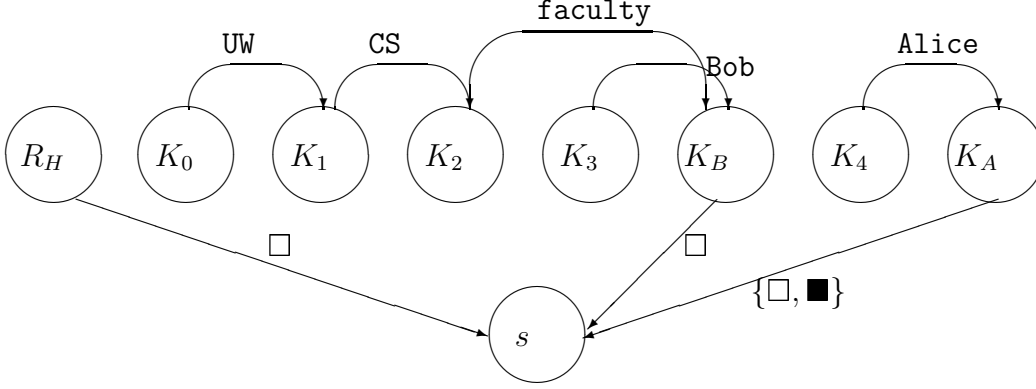 faculty
UW CS Bob Alice
R_H K_0 K_1 K_2 K_3 K_B K_4 K_A
□ □ {□, ■}
s